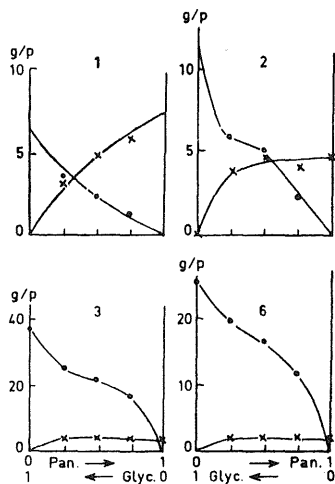 g/p g/p
10 1 10 2
5 5
0 0
g/p g/p
40 3 6
20
20 10
0 0
0 Pan. → 1 0 Pan. → 1
1 ← Glyc. 0 1 ← Glyc. 0